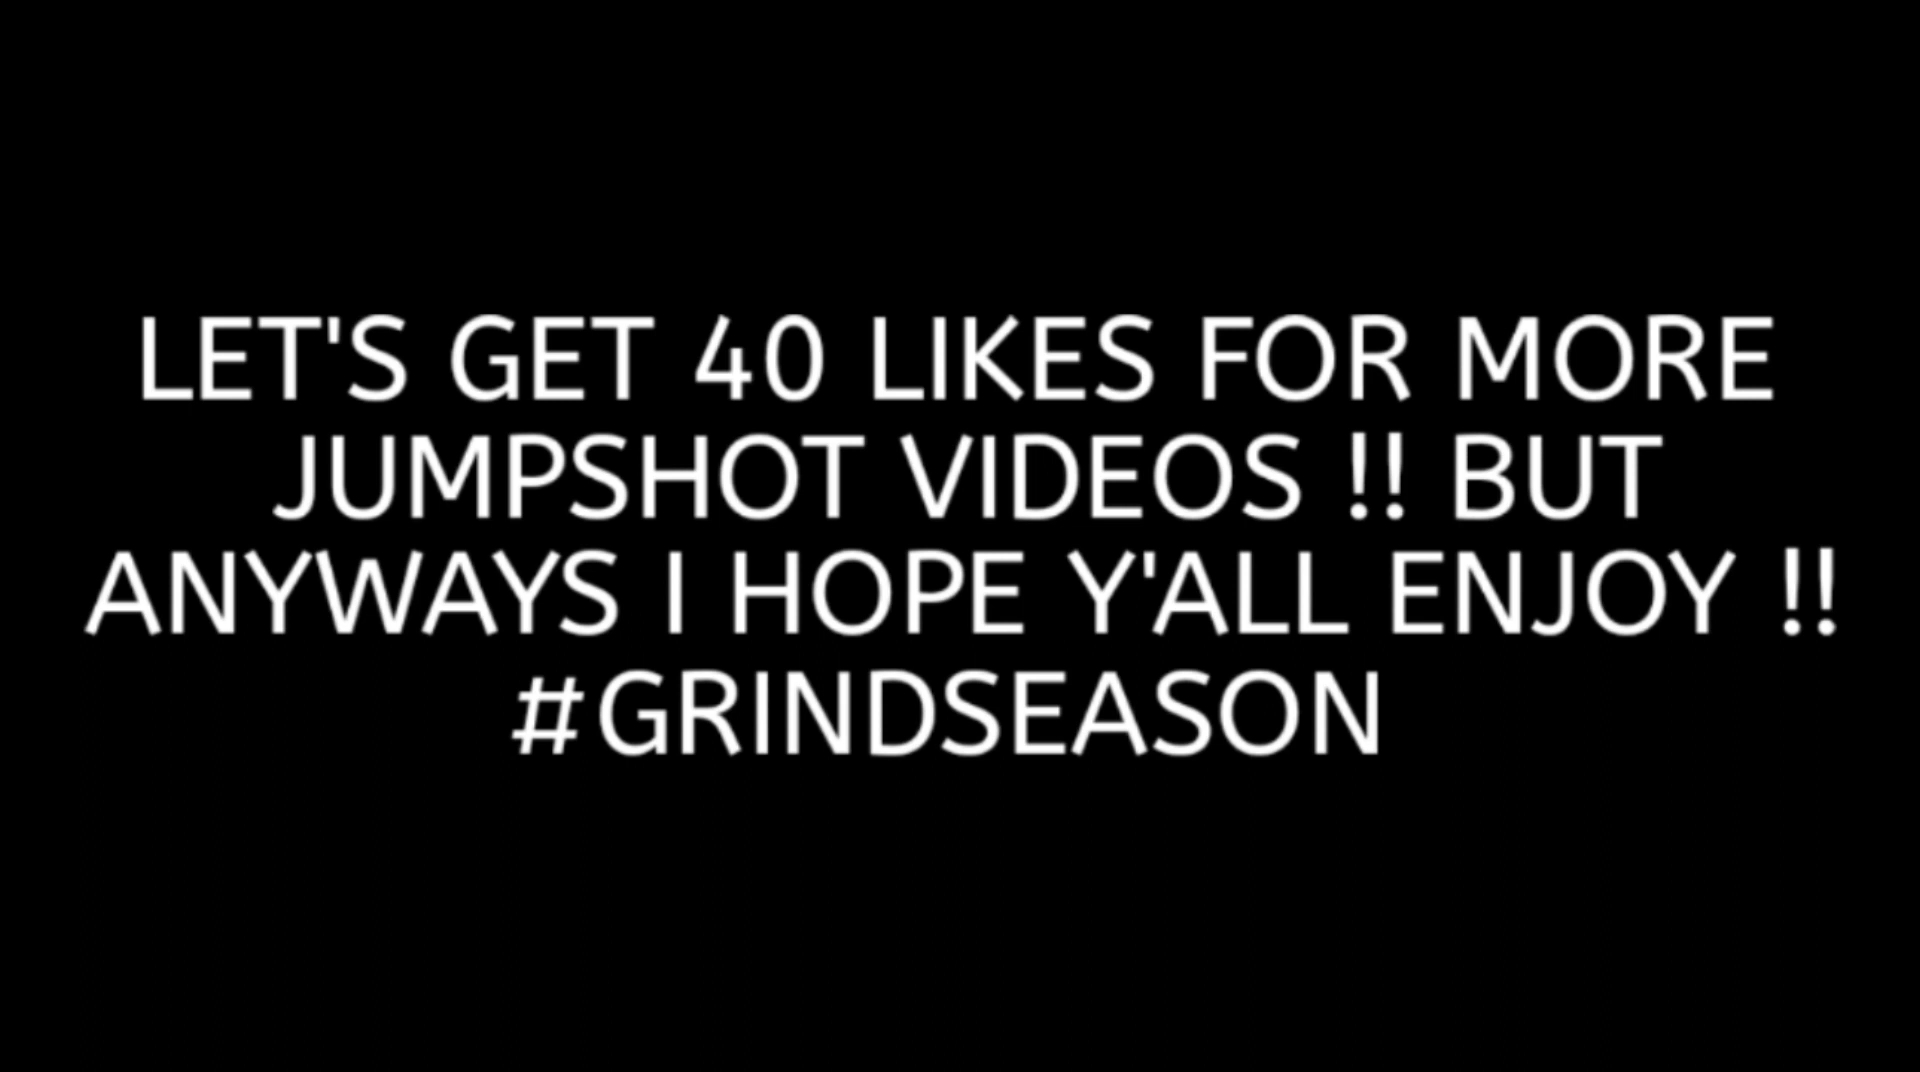 LET'S GET 40 LIKES FOR MORE
JUMPSHOT VIDEOS !! BUT
ANYWAYS I HOPE Y'ALL ENJOY !!
#GRINDSEASON